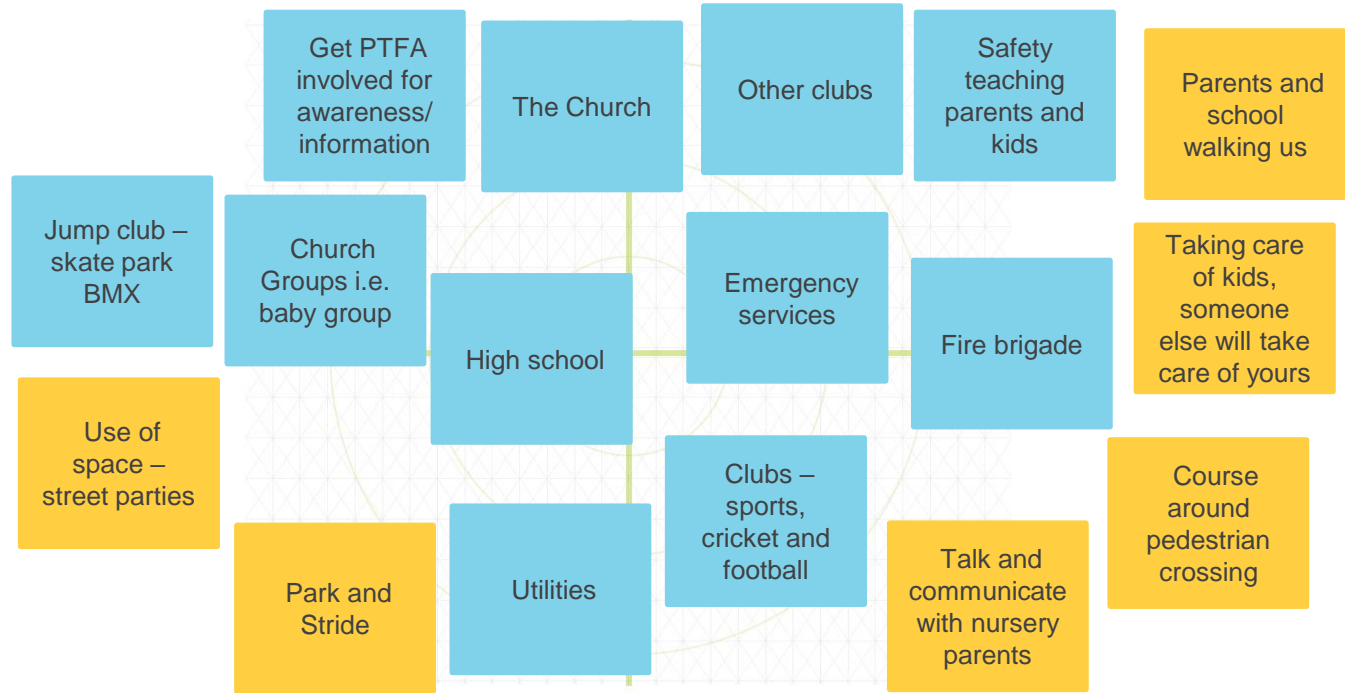 Get PTFA
involved for
awareness/
information
The Church
Other clubs
Safety
teaching
parents and
kids
Parents and
school
walking us
Jump club –
skate park
BMX
Church
Groups i.e.
baby group
High school
Emergency
services
Fire brigade
Taking care
of kids,
someone
else will take
care of yours
Use of
space –
street parties
Park and
Stride
Utilities
Clubs –
sports,
cricket and
football
Talk and
communicate
with nursery
parents
Course
around
pedestrian
crossing